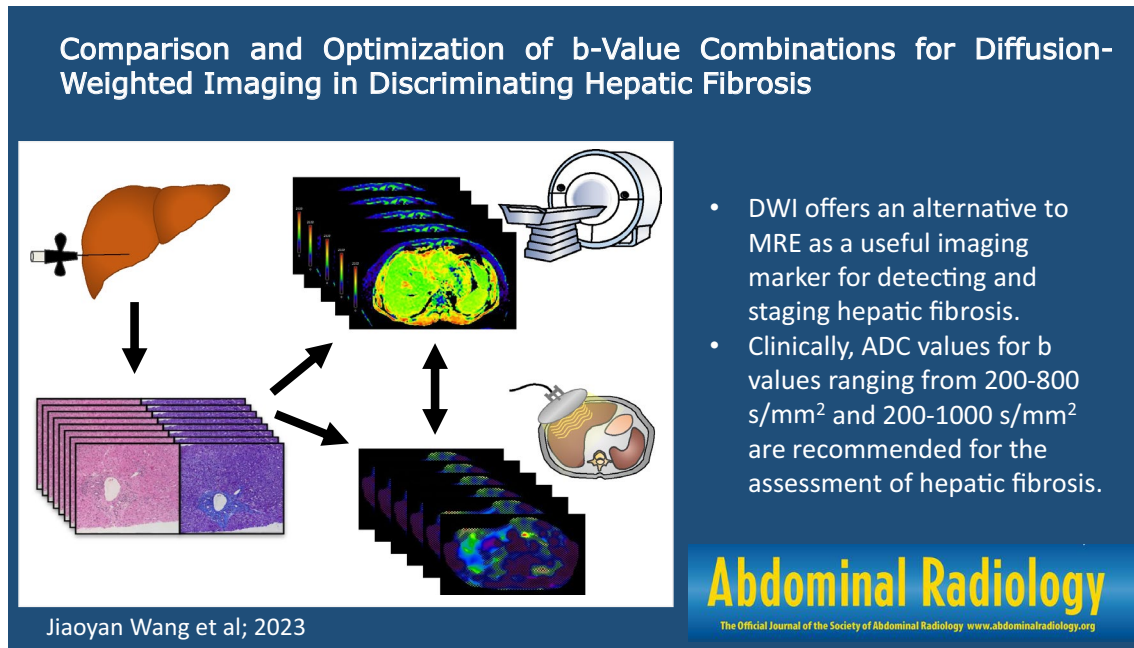 Comparison and Optimization of b-Value Combinations for Diffusion-
Weighted Imaging in Discriminating Hepatic Fibrosis
• DWI offers an alternative to
MRE as a useful imaging
marker for detecting and
staging hepatic fibrosis.
• Clinically, ADC values for b
values ranging from 200-800
s/mm² and 200-1000 s/mm²
are recommended for the
assessment of hepatic fibrosis.
Jiaoyan Wang et al; 2023
Abdominal Radiology
The Official Journal of the Society of Abdominal Radiology www.abdominalradiology.org